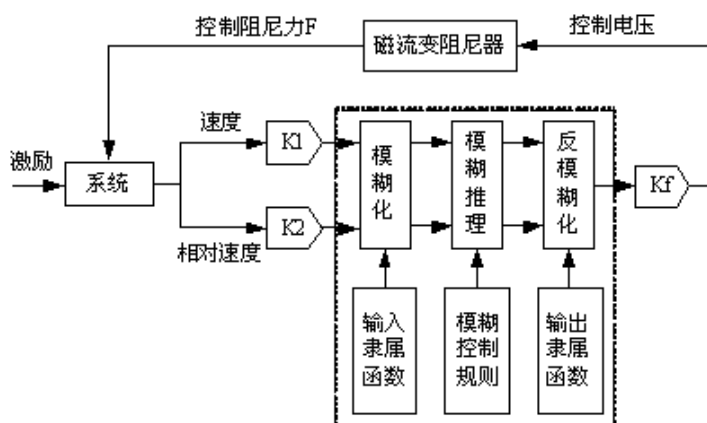 控制阻尼力F
磁流变阻尼器
控制电压
激励
系统
速度
相对速度
K1
K2
模糊化
模糊推理
反模糊化
Kf
输入
隶属
函数
模糊
控制
规则
输出
隶属
函数